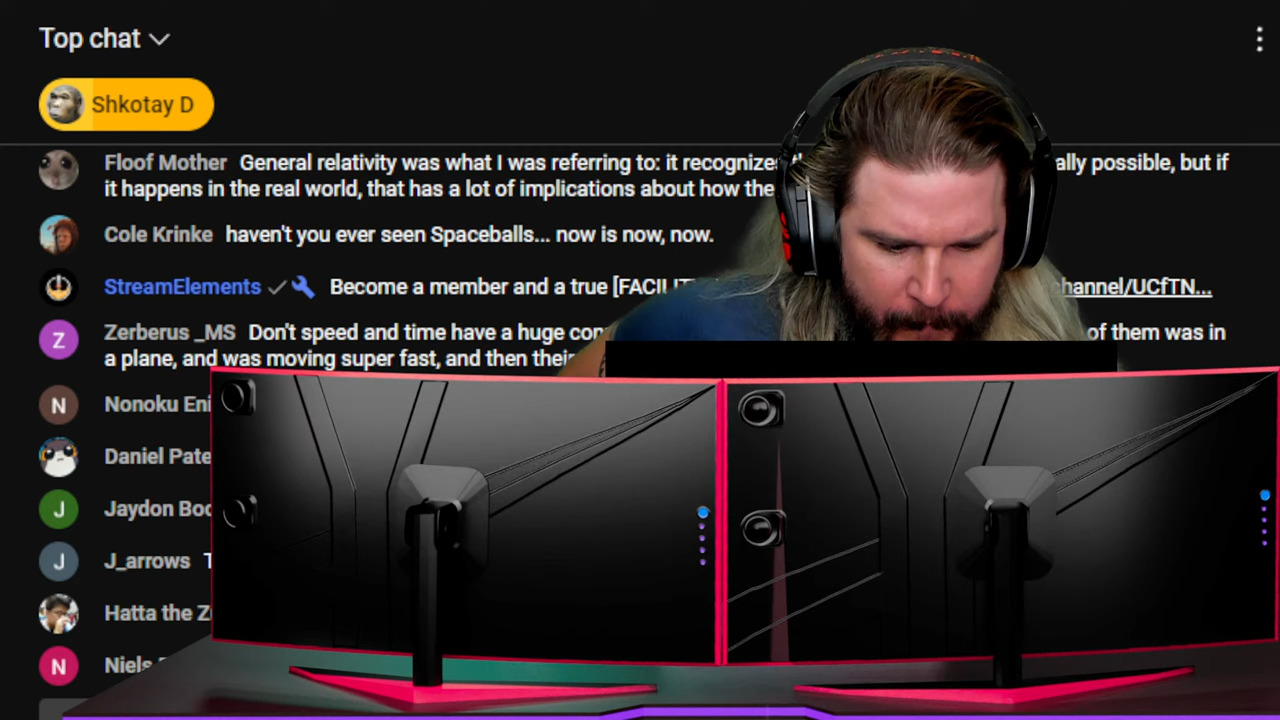 Top chat
Shkotay D
Floof Mother General relativity was what I was referring to: it recognizes ally possible, but if
it happens in the real world, that has a lot of implications about how the
Cole Krinke haven't you ever seen Spaceballs... now is now, now.
StreamElements Become a member and a true [FACILIT channel/UCfTN...
Z
Zerberus _MS Don't speed and time have a huge con of them was in
a plane, and was moving super fast, and then their
N
Nonoku Eni
Daniel Pate
J
Jaydon Boo
J
J_arrows T
Hatta the Z
N
Niels